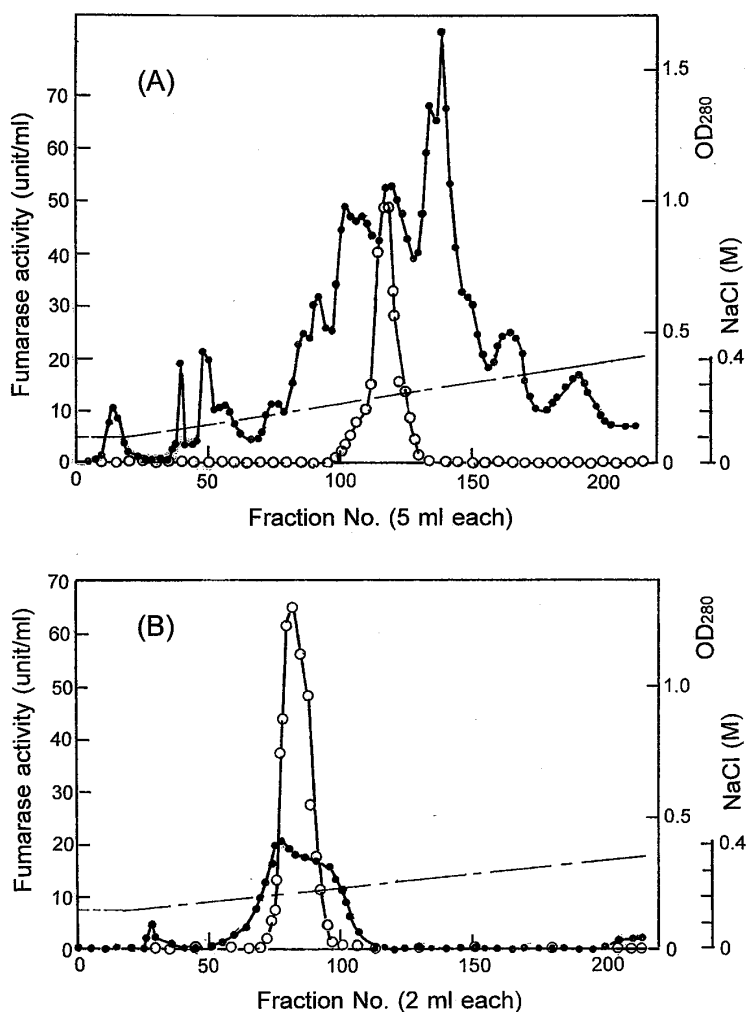 (A)
Fumarase activity (unit/ml)
70
60
50
40
30
20
10
0
1.5
1.0
0.5
0
OD280
NaCl (M)
0.4
0
0 50 100 150 200
Fraction No. (5 ml each)
(B)
Fumarase activity (unit/ml)
70
60
50
40
30
20
10
0
1.0
0.5
0
OD280
NaCl (M)
0.4
0
0 50 100 150 200
Fraction No. (2 ml each)